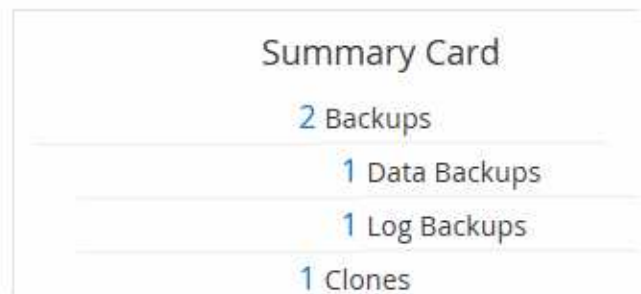 Summary Card
2 Backups
1 Data Backups
1 Log Backups
1 Clones